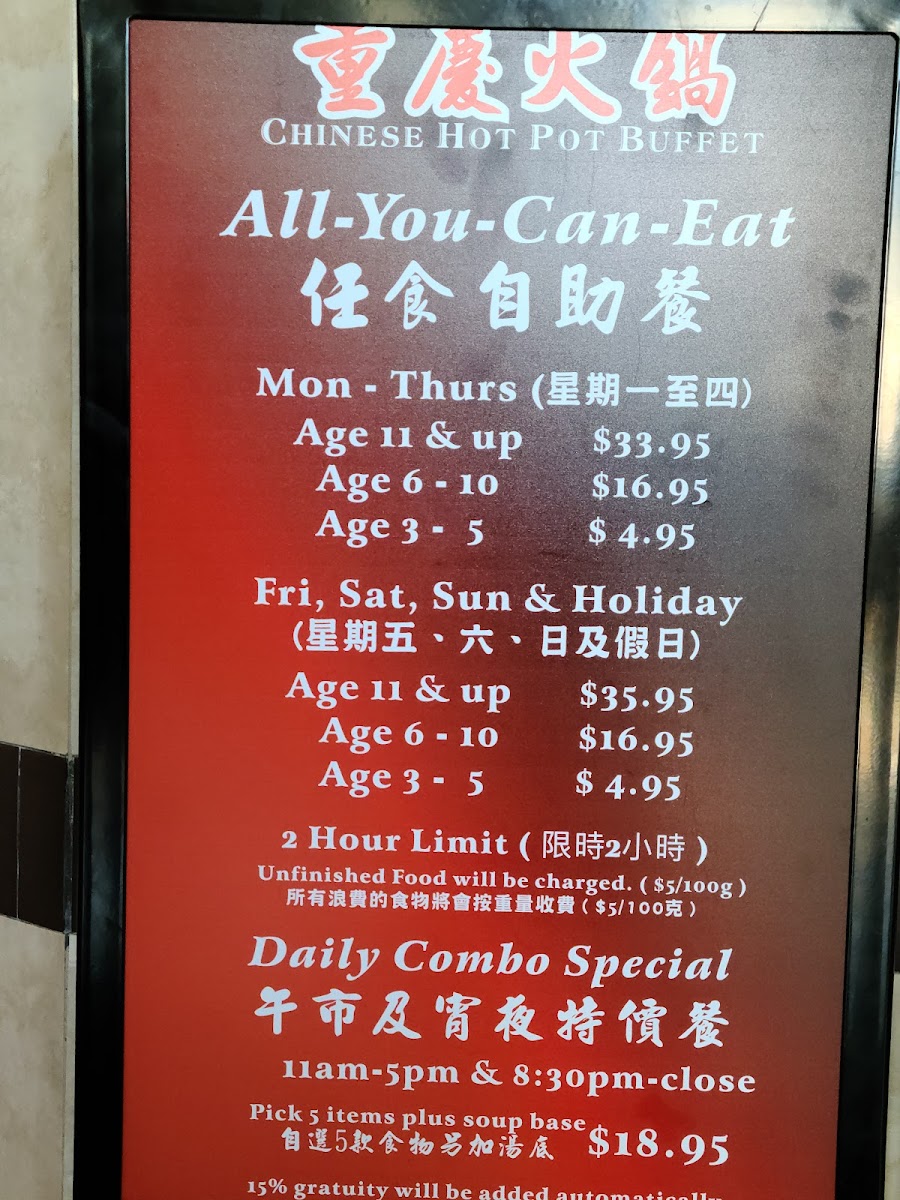 重慶火鍋
CHINESE HOT POT BUFFET
All-You-Can-Eat
任食自助餐
Mon - Thurs (星期一至四)
Age 11 & up $33.95
Age 6 - 10 $16.95
Age 3 - 5 $ 4.95
Fri, Sat, Sun & Holiday
(星期五、六、日及假日)
Age 11 & up $35.95
Age 6 - 10 $16.95
Age 3 - 5 $ 4.95
2 Hour Limit ( 限時2小時 )
Unfinished Food will be charged. ( $5/100g )
所有浪費的食物將會按重量收費 ( $5/100克 )
Daily Combo Special
午市及宵夜特價餐
11am-5pm & 8:30pm-close
Pick 5 items plus soup base
自選5款食物另加湯底 $18.95
15% gratuity will be added automatically